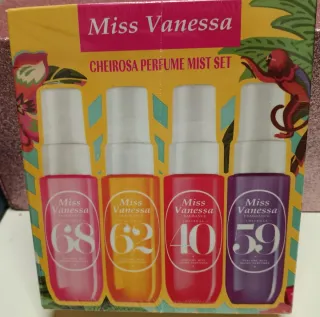 Miss Vanessa
CHEIROSA PERFUME MIST SET
Miss
Vanessa
68
Miss
Vanessa
62
Miss
Vanessa
40
Miss
Vanessa
59